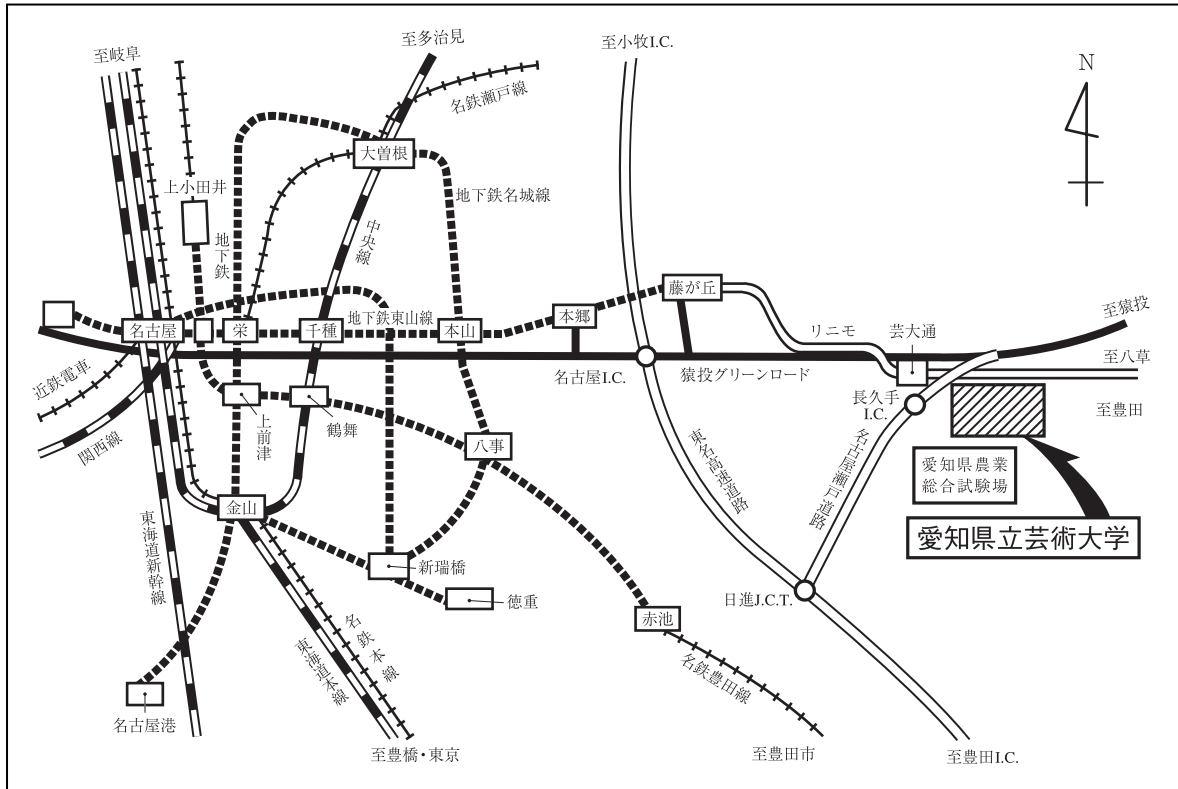 至岐阜
至多治見
至小牧I.C.
N
名鉄瀬戸線
大曽根
上小田井
地下鉄名城線
地下鉄
中央線
藤が丘
至猿投
名古屋
栄
千種
地下鉄東山線
本山
本郷
リニモ
芸大通
至八草
近鉄電車
名古屋I.C.
猿投グリーンロード
長久手
I.C.
至豊田
関西線
上前津
鶴舞
八事
東名高速道路
名古屋瀬戸道路
愛知県農業
総合試験場
金山
愛知県立芸術大学
東海道新幹線
新瑞橋
徳重
日進J.C.T.
赤池
名鉄本線
東海道本線
名鉄豊田線
名古屋港
至豊橋・東京
至豊田市
至豊田I.C.